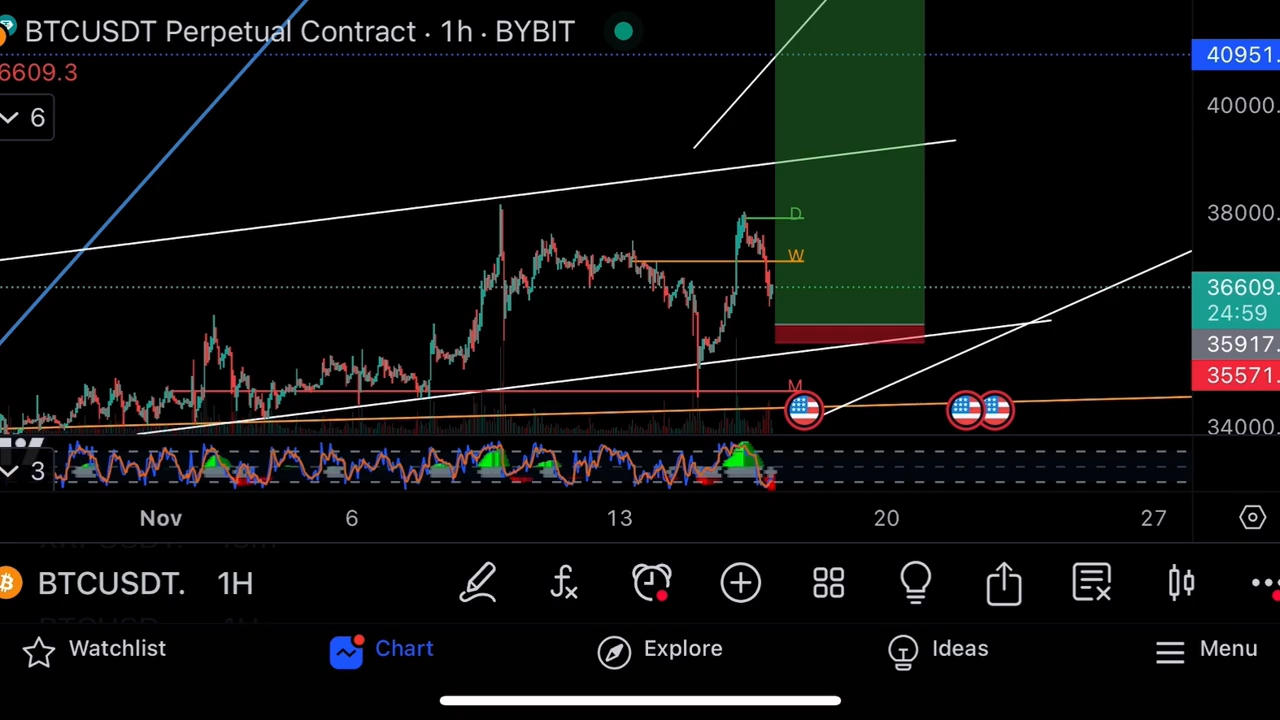 BTCUSDT Perpetual Contract · 1h · BYBIT
40951.
6609.3
40000.
6
D
38000.
W
36609.
24:59
35917.
35571.
M
34000.
3
Nov 6 13 20 27
BTCUSDT. 1H
Watchlist Chart Explore Ideas Menu